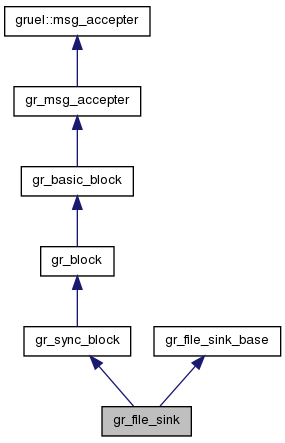 gruel::msg_accepter
gr_msg_accepter
gr_basic_block
gr_block
gr_sync_block
gr_file_sink_base
gr_file_sink